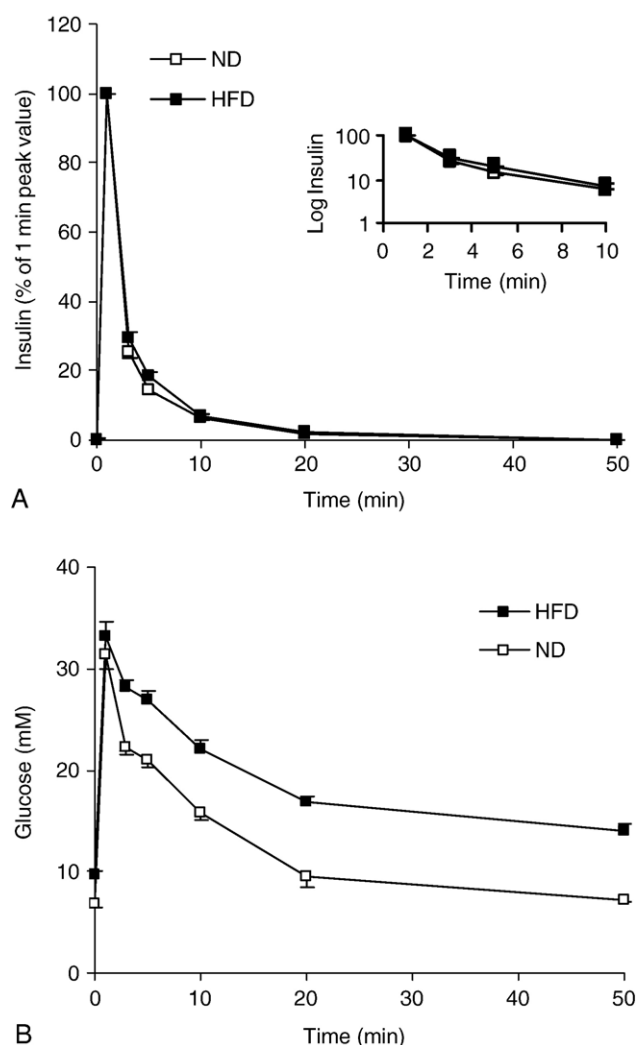 120
100
80
60
40
20
0
Insulin (% of 1 min peak value)
ND
HFD
100
10
1
Log Insulin
0 2 4 6 8 10
Time (min)
0 10 20 30 40 50
Time (min)
A
40
30
20
10
0
Glucose (mM)
HFD
ND
0 10 20 30 40 50
Time (min)
B